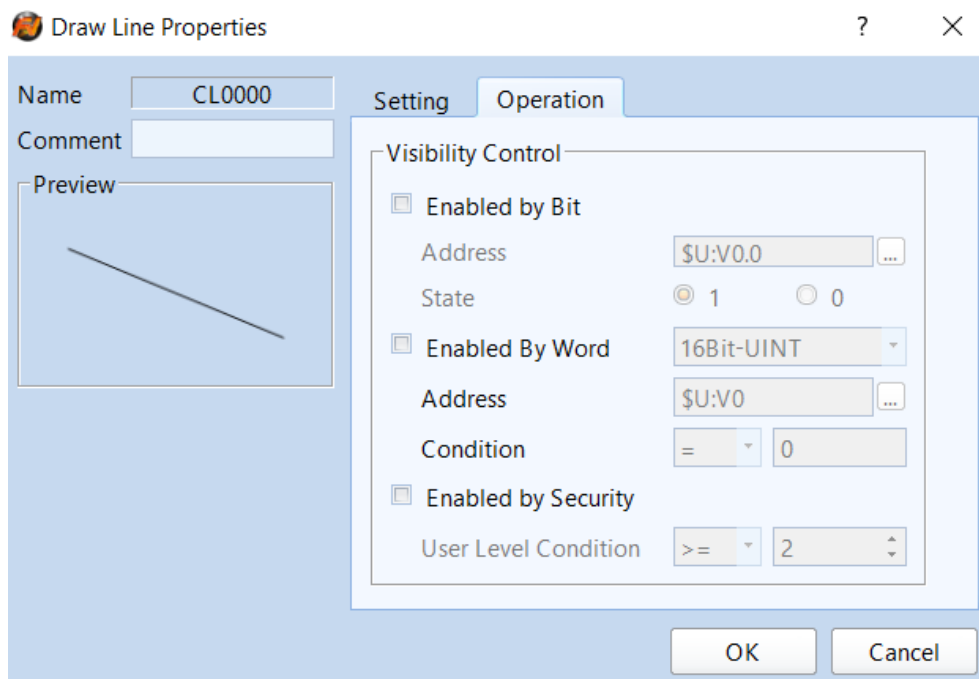 Draw Line Properties ? ×
Name CL0000
Comment
Preview
Setting Operation
Visibility Control
Enabled by Bit
Address $U:V0.0 ...
State 1 0
Enabled By Word 16Bit-UINT
Address $U:V0 ...
Condition = 0
Enabled by Security
User Level Condition >= 2
OK Cancel